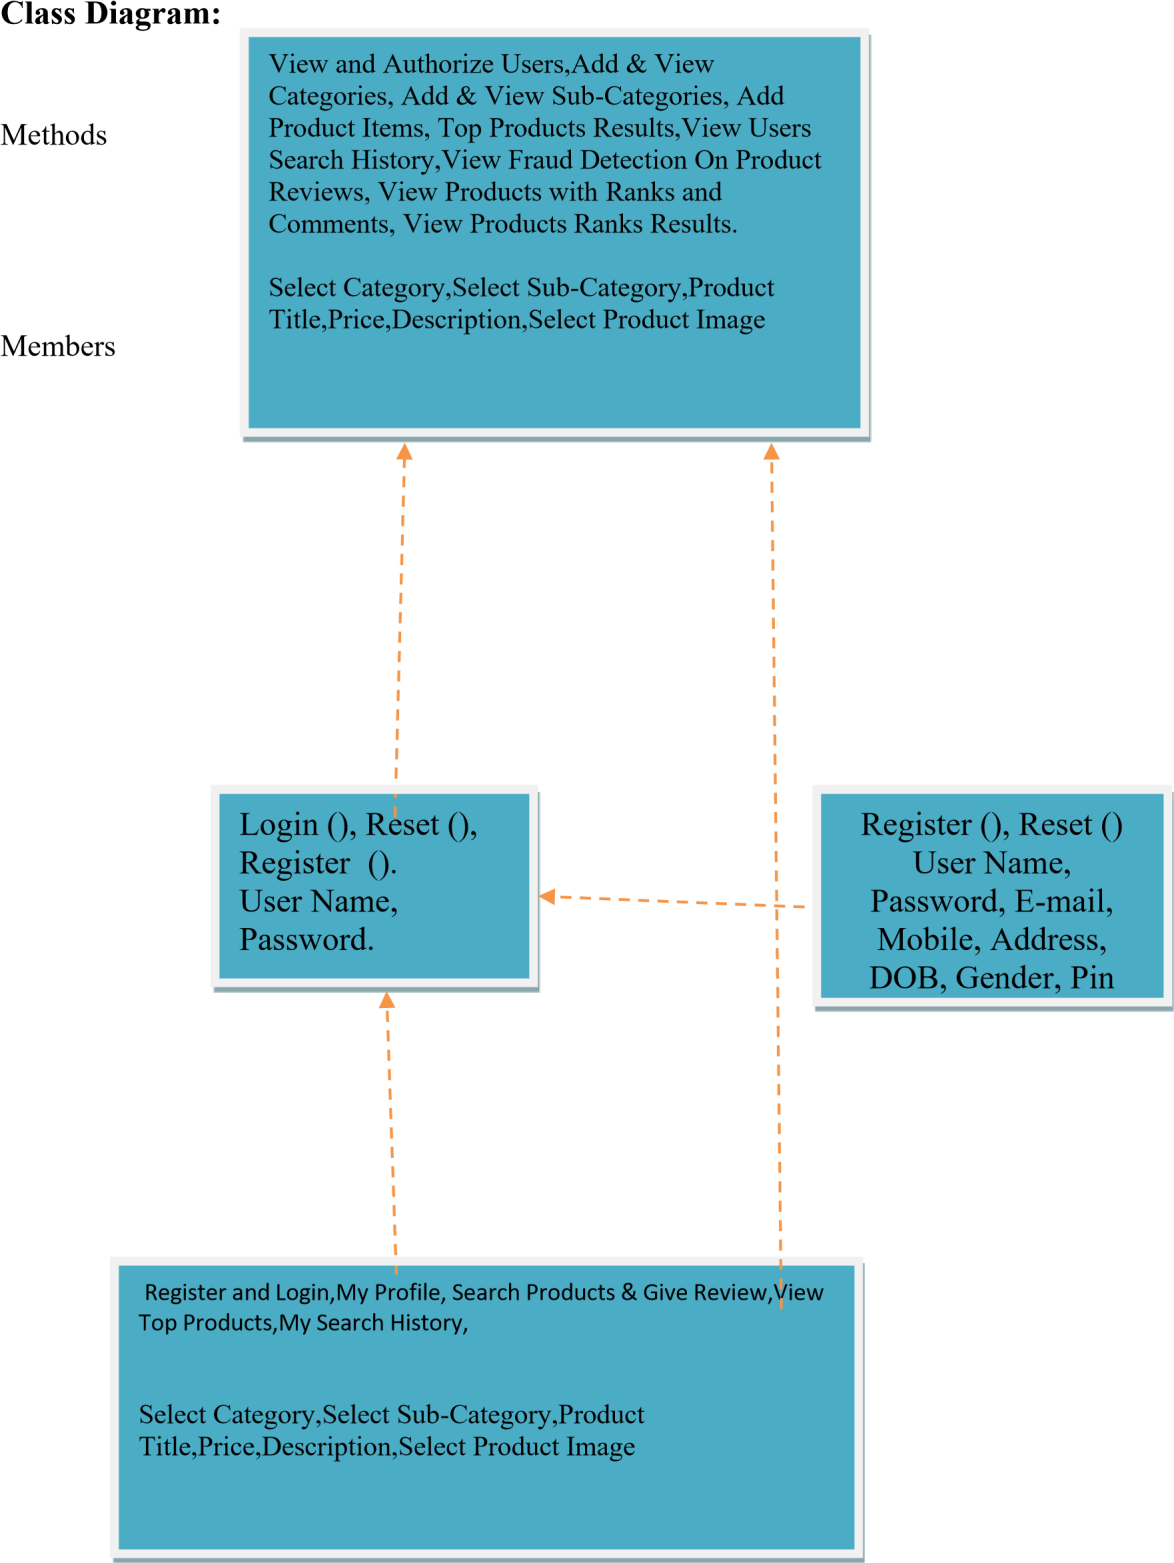 Class Diagram:
View and Authorize Users,Add & View
Categories, Add & View Sub-Categories, Add
Product Items, Top Products Results,View Users
Search History,View Fraud Detection On Product
Reviews, View Products with Ranks and
Comments, View Products Ranks Results.
Methods
Select Category,Select Sub-Category,Product
Title,Price,Description,Select Product Image
Members
Login (), Reset (),
Register  ().
User Name,
Password.
Register (), Reset ()
User Name,
Password, E-mail,
Mobile, Address,
DOB, Gender, Pin
Register and Login,My Profile, Search Products & Give Review,View
Top Products,My Search History,
Select Category,Select Sub-Category,Product
Title,Price,Description,Select Product Image